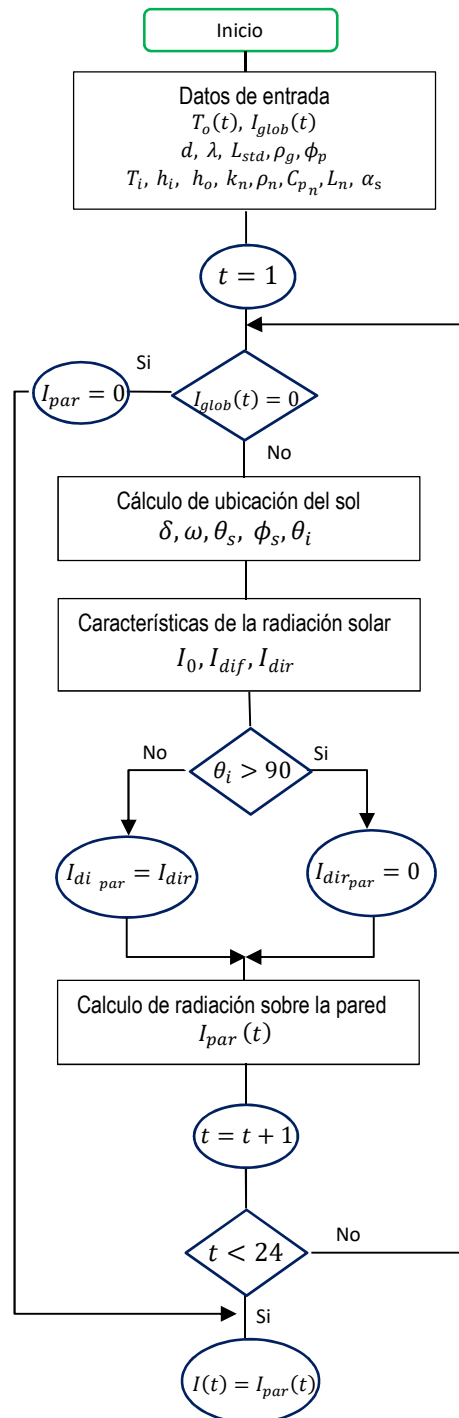 Inicio
Datos de entrada
T_o(t), I_glob(t)
d, λ, L_std, ρ_g, ϕ_p
T_i, h_i, h_o, k_n, ρ_n, C_p_n, L_n, α_s
t = 1
Si
I_par = 0
I_glob(t) = 0
No
Cálculo de ubicación del sol
δ, ω, θ_s, ϕ_s, θ_i
Características de la radiación solar
I_0, I_dif, I_dir
No
θ_i > 90
Si
I_di par = I_dir
I_dir_par = 0
Calculo de radiación sobre la pared
I_par (t)
t = t + 1
t < 24
No
Si
I(t) = I_par(t)